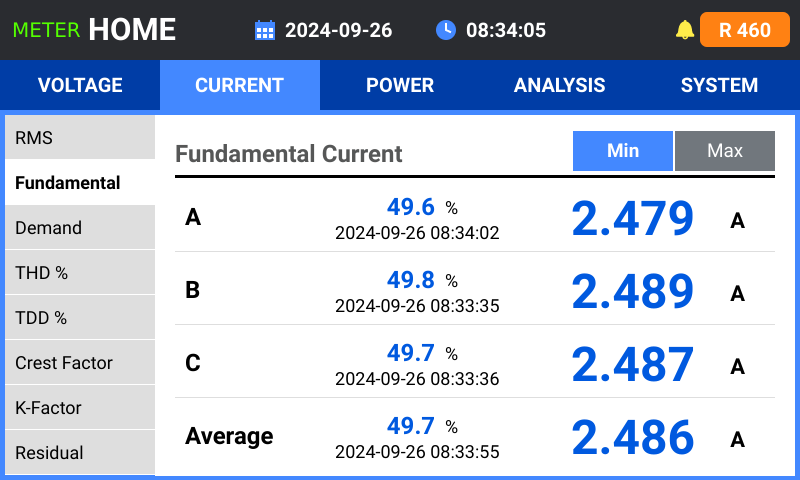 METER HOME 2024-09-26 08:34:05 R 460
VOLTAGE CURRENT POWER ANALYSIS SYSTEM
RMS
Fundamental
Demand
THD %
TDD %
Crest Factor
K-Factor
Residual
Fundamental Current Min Max
A 49.6 % 2.479 A
2024-09-26 08:34:02
B 49.8 % 2.489 A
2024-09-26 08:33:35
C 49.7 % 2.487 A
2024-09-26 08:33:36
Average 49.7 % 2.486 A
2024-09-26 08:33:55